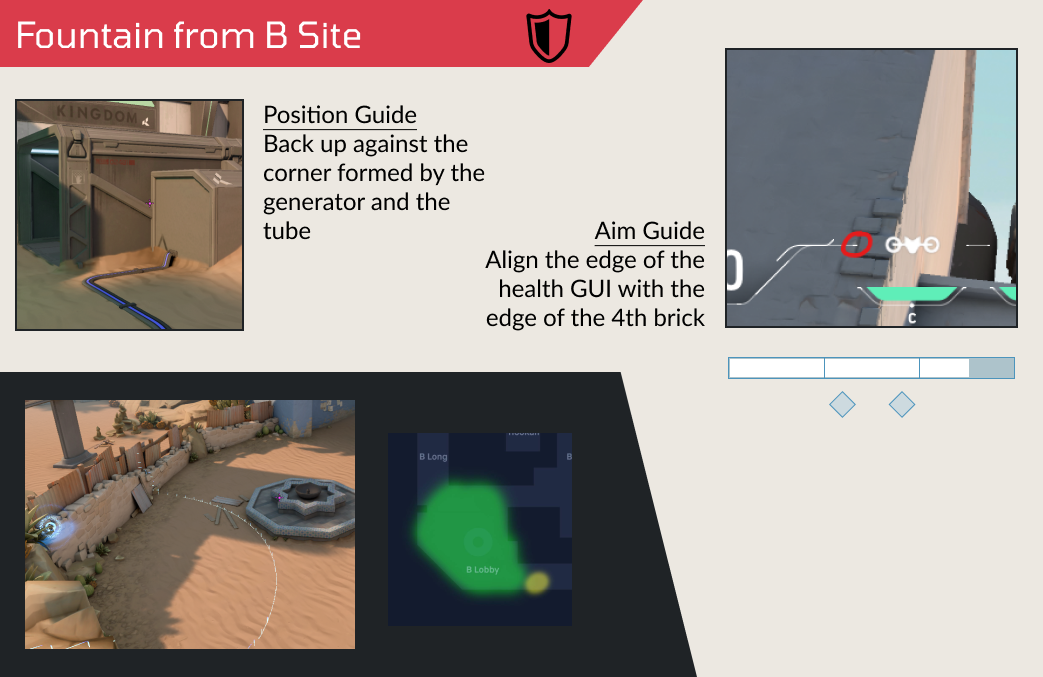 Fountain from B Site
KINGDOM
Position Guide
Back up against the
corner formed by the
generator and the
tube
Aim Guide
Align the edge of the
health GUI with the
edge of the 4th brick
0
C
B Long
B
B Lobby